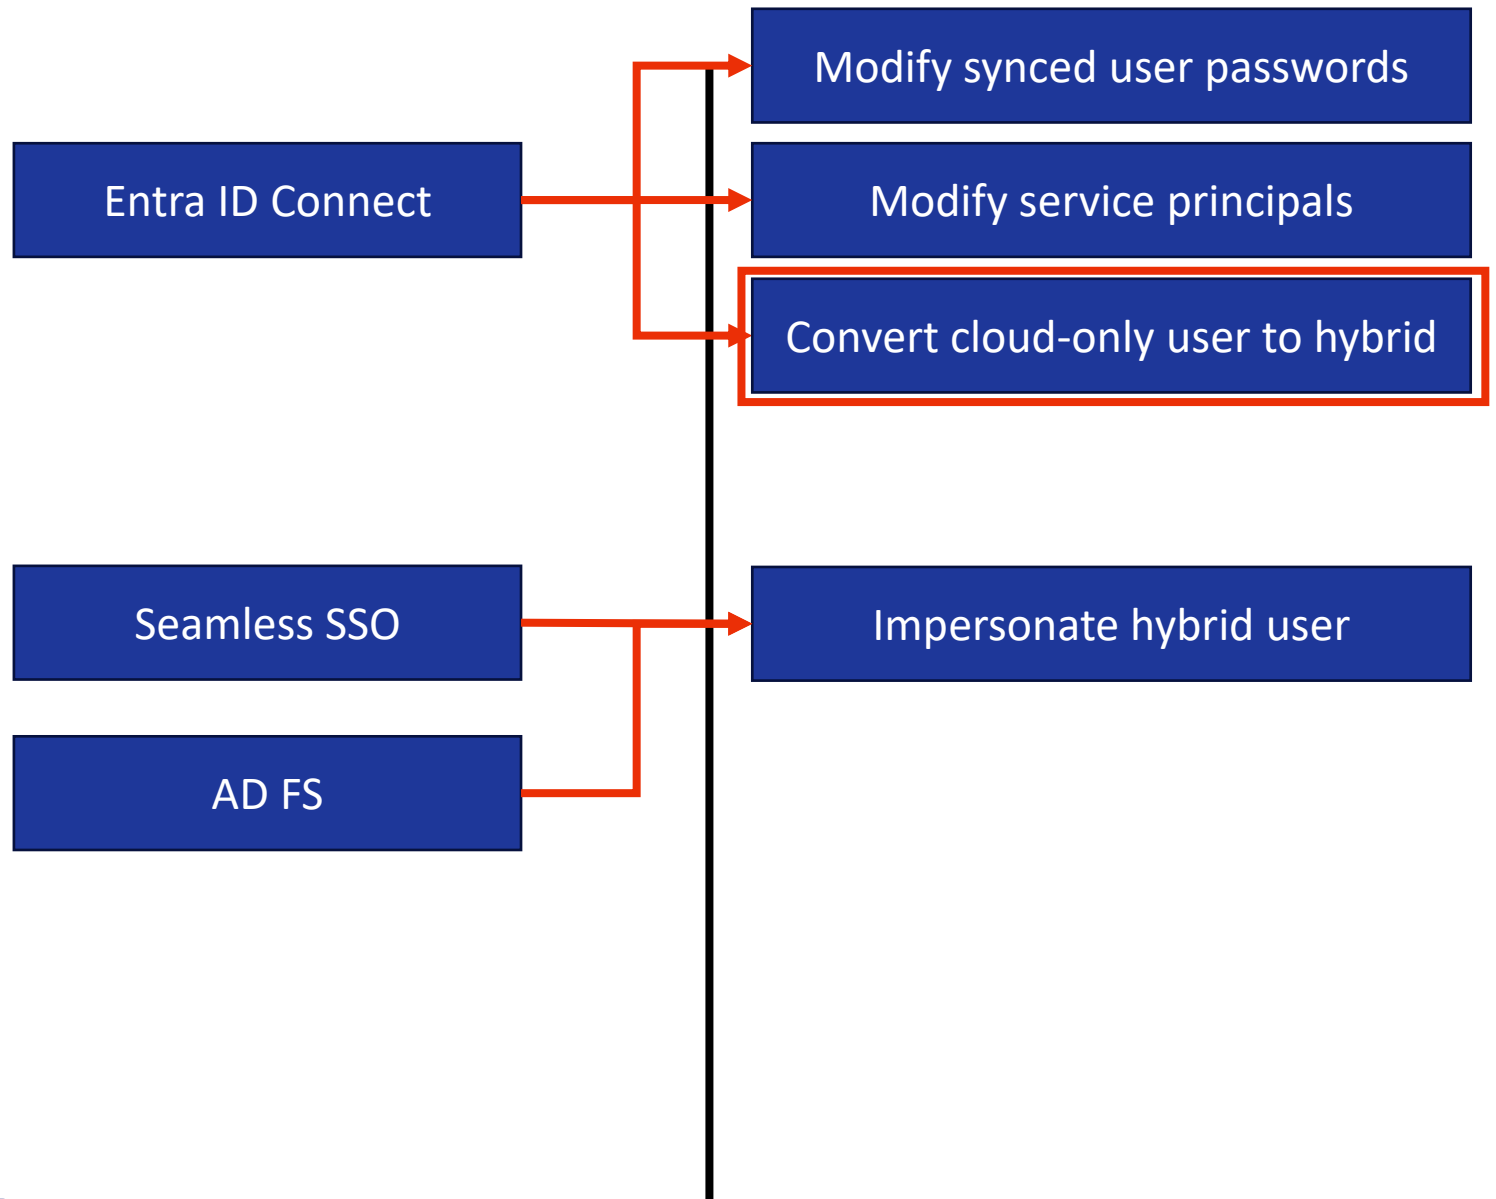 Modify synced user passwords
Entra ID Connect
Modify service principals
Convert cloud-only user to hybrid
Seamless SSO
Impersonate hybrid user
AD FS